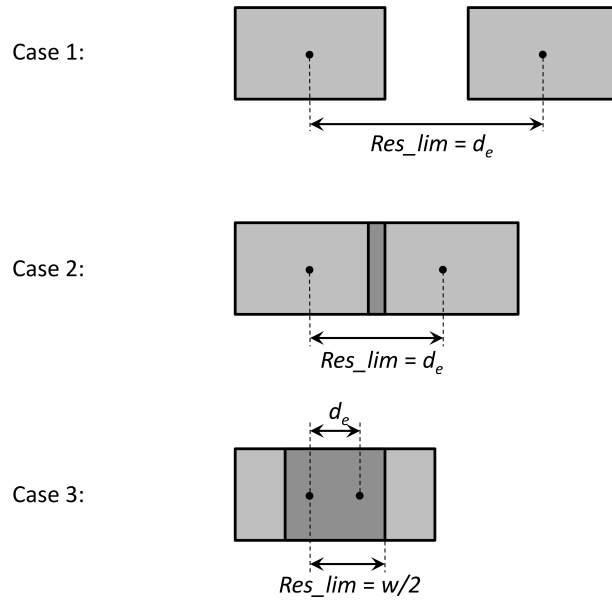 Case 1:
Res_lim = dₑ
Case 2:
Res_lim = dₑ
dₑ
Case 3:
Res_lim = w/2